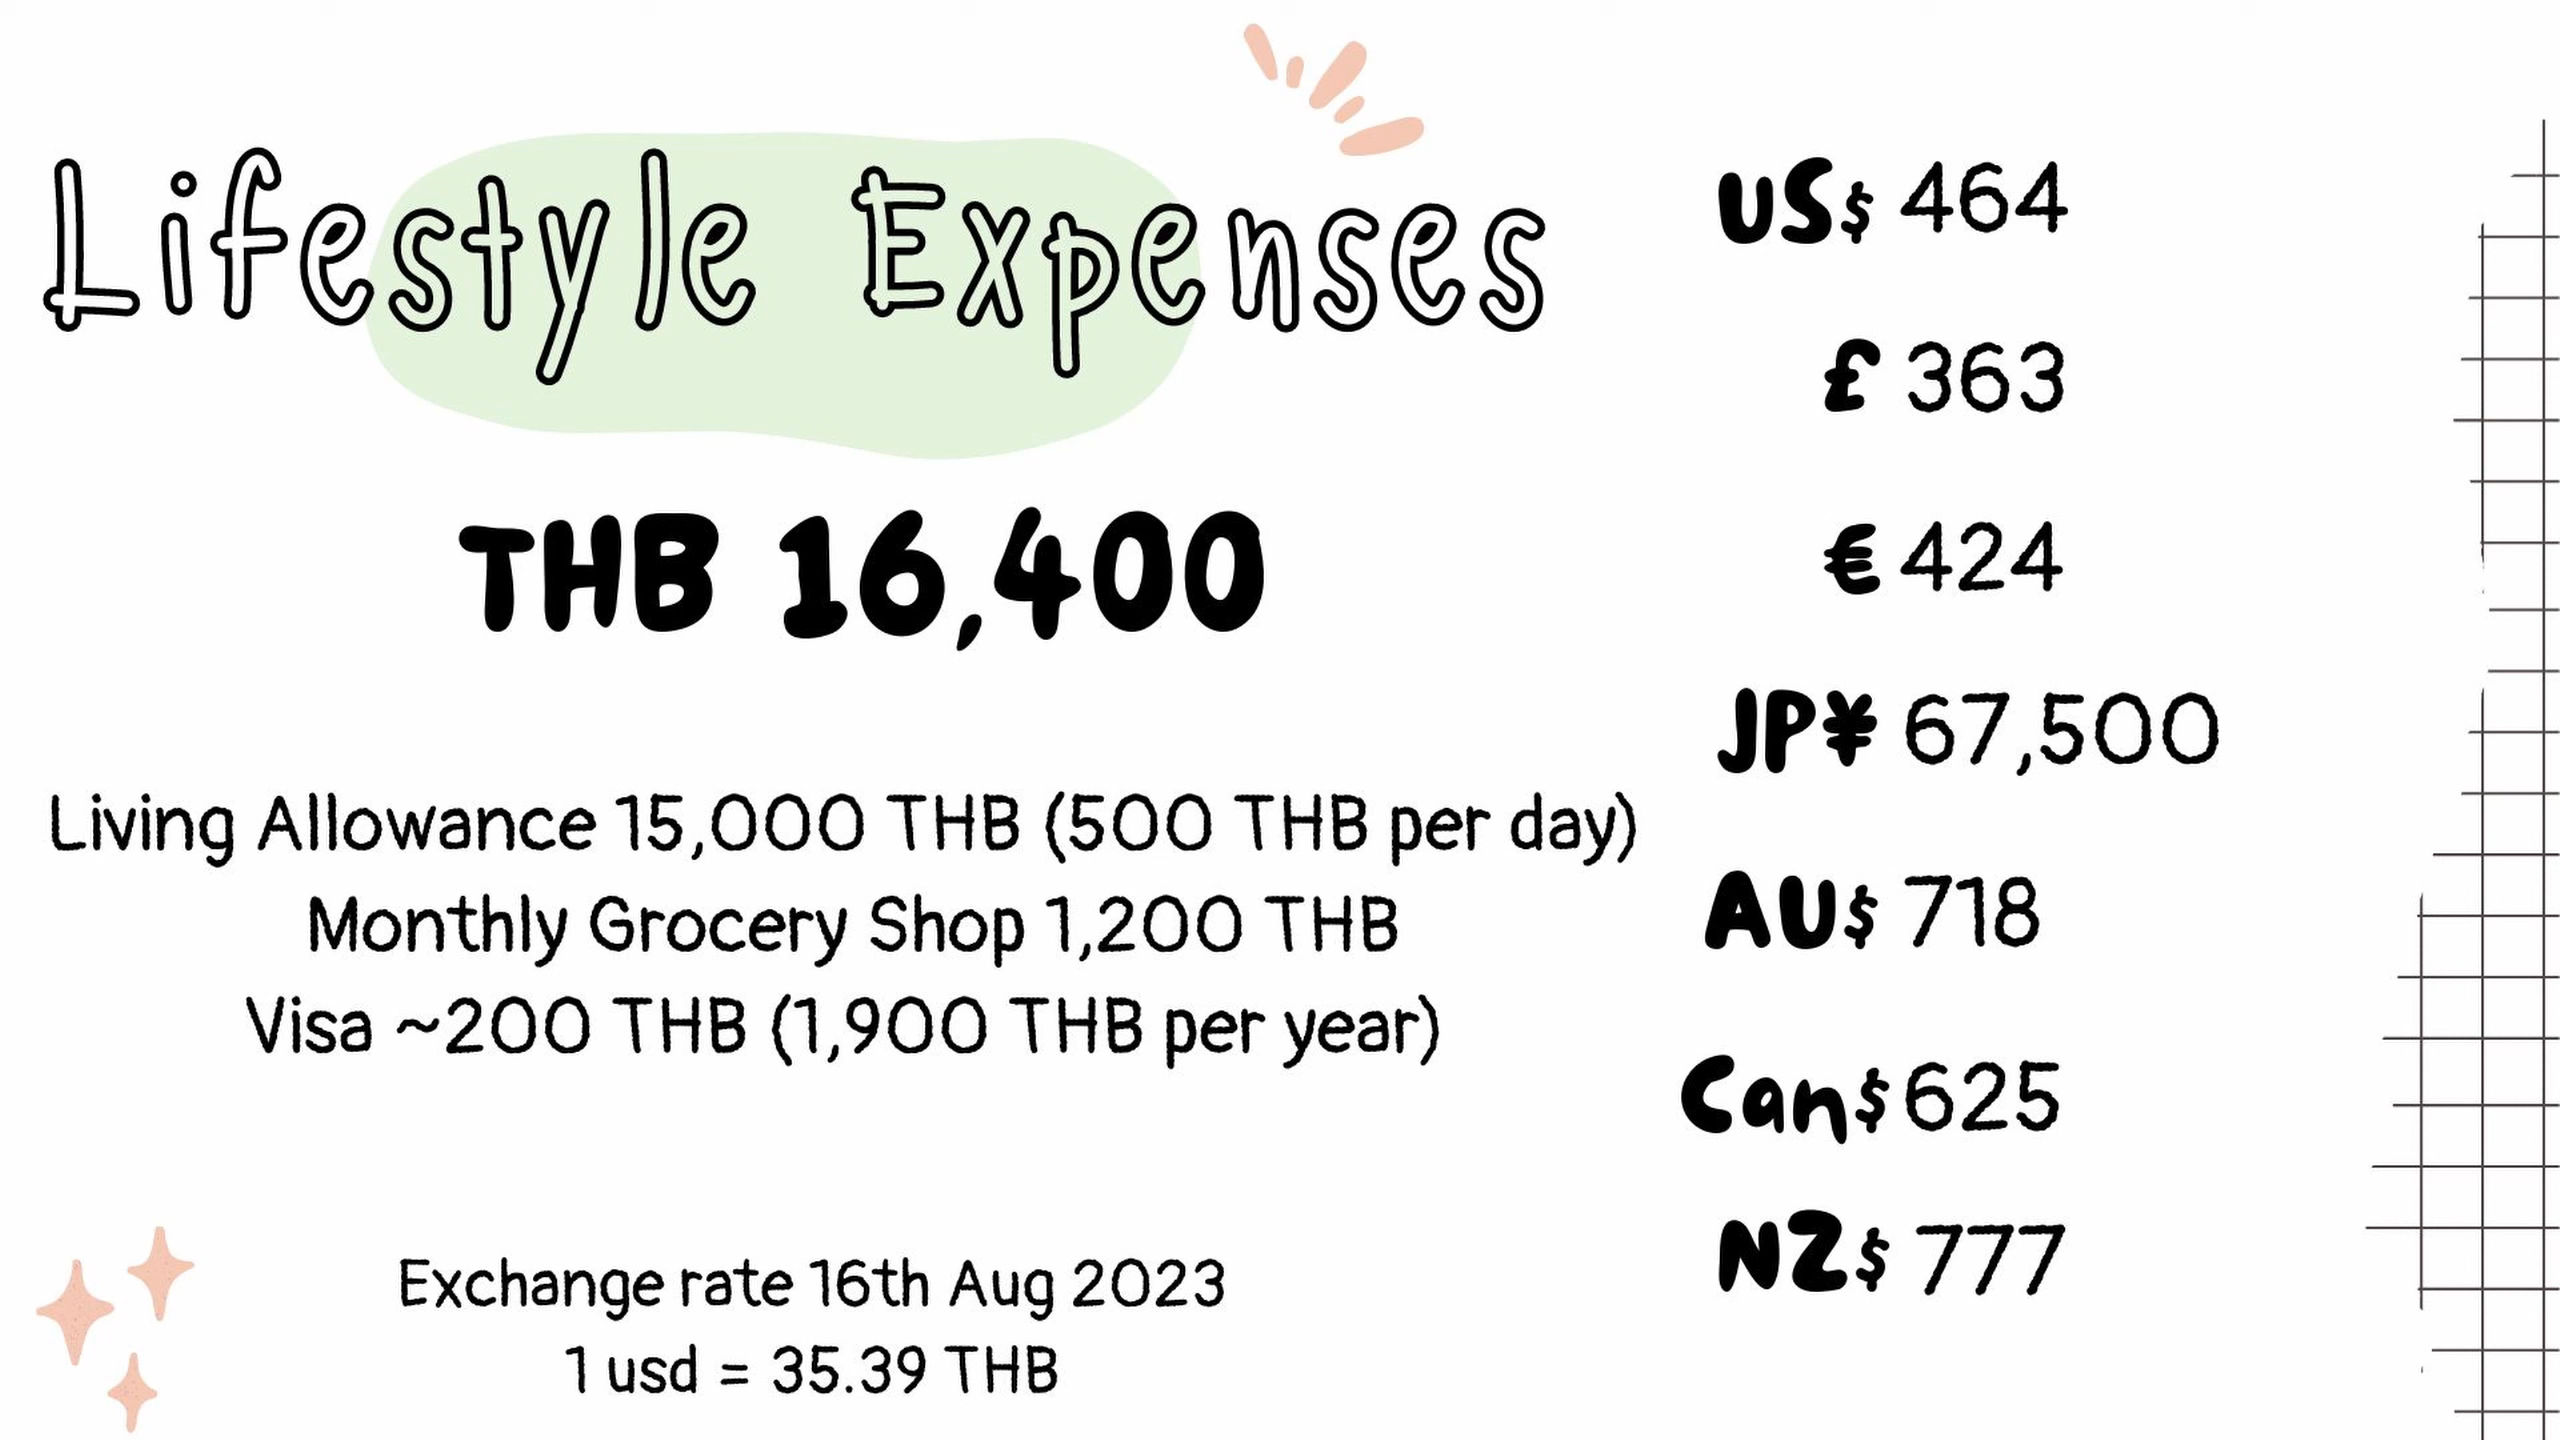 Lifestyle Expenses
THB 16,400
Living Allowance 15,000 THB (500 THB per day)
Monthly Grocery Shop 1,200 THB
Visa ~200 THB (1,900 THB per year)
Exchange rate 16th Aug 2023
1 usd = 35.39 THB
US$ 464
£ 363
€ 424
JP¥ 67,500
AU$ 718
Can$ 625
NZ$ 777